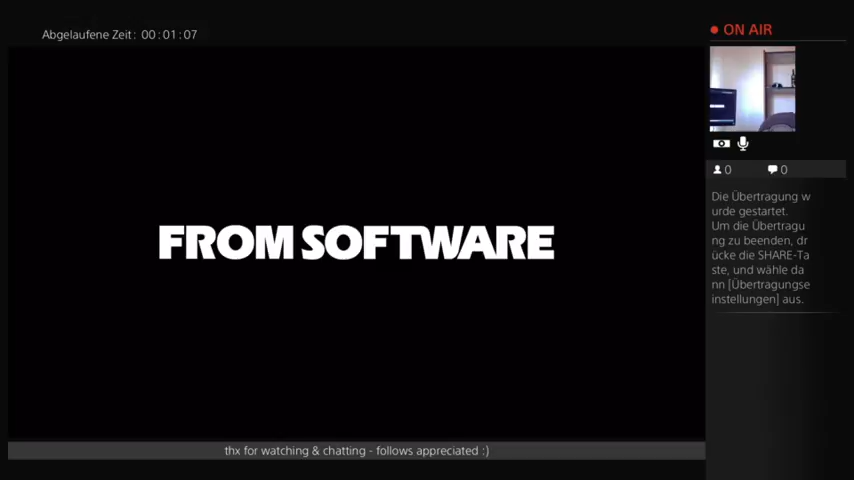 Abgelaufene Zeit: 00:01:07
ON AIR
0 0
Die Übertragung w
urde gestartet.
Um die Übertragu
ng zu beenden, dr
ücke die SHARE-Ta
ste, und wähle da
nn [Übertragungse
instellungen] aus.
FROM SOFTWARE
thx for watching & chatting - follows appreciated :)